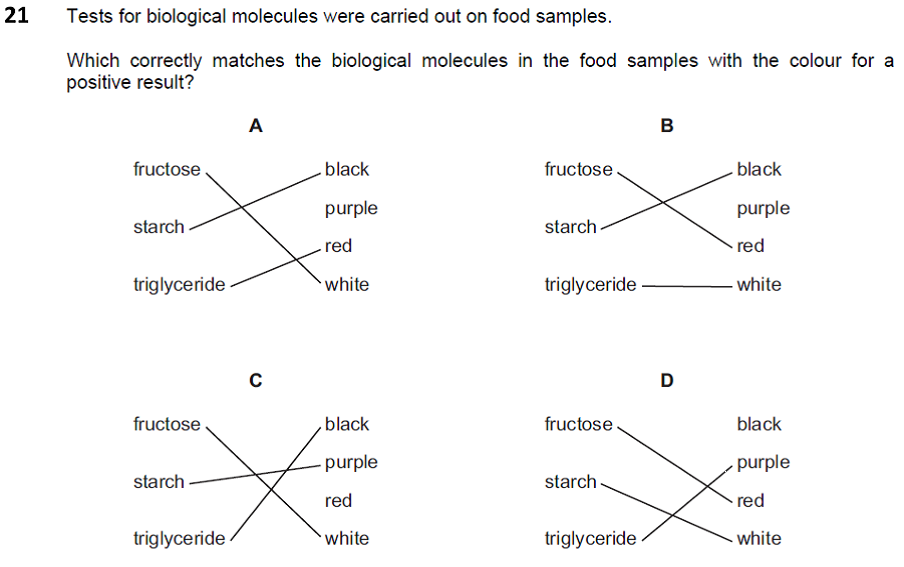 21 Tests for biological molecules were carried out on food samples.
Which correctly matches the biological molecules in the food samples with the colour for a
positive result?
A
fructose
starch
triglyceride
black
purple
red
white
B
fructose
starch
triglyceride
black
purple
red
white
C
fructose
starch
triglyceride
black
purple
red
white
D
fructose
starch
triglyceride
black
purple
red
white